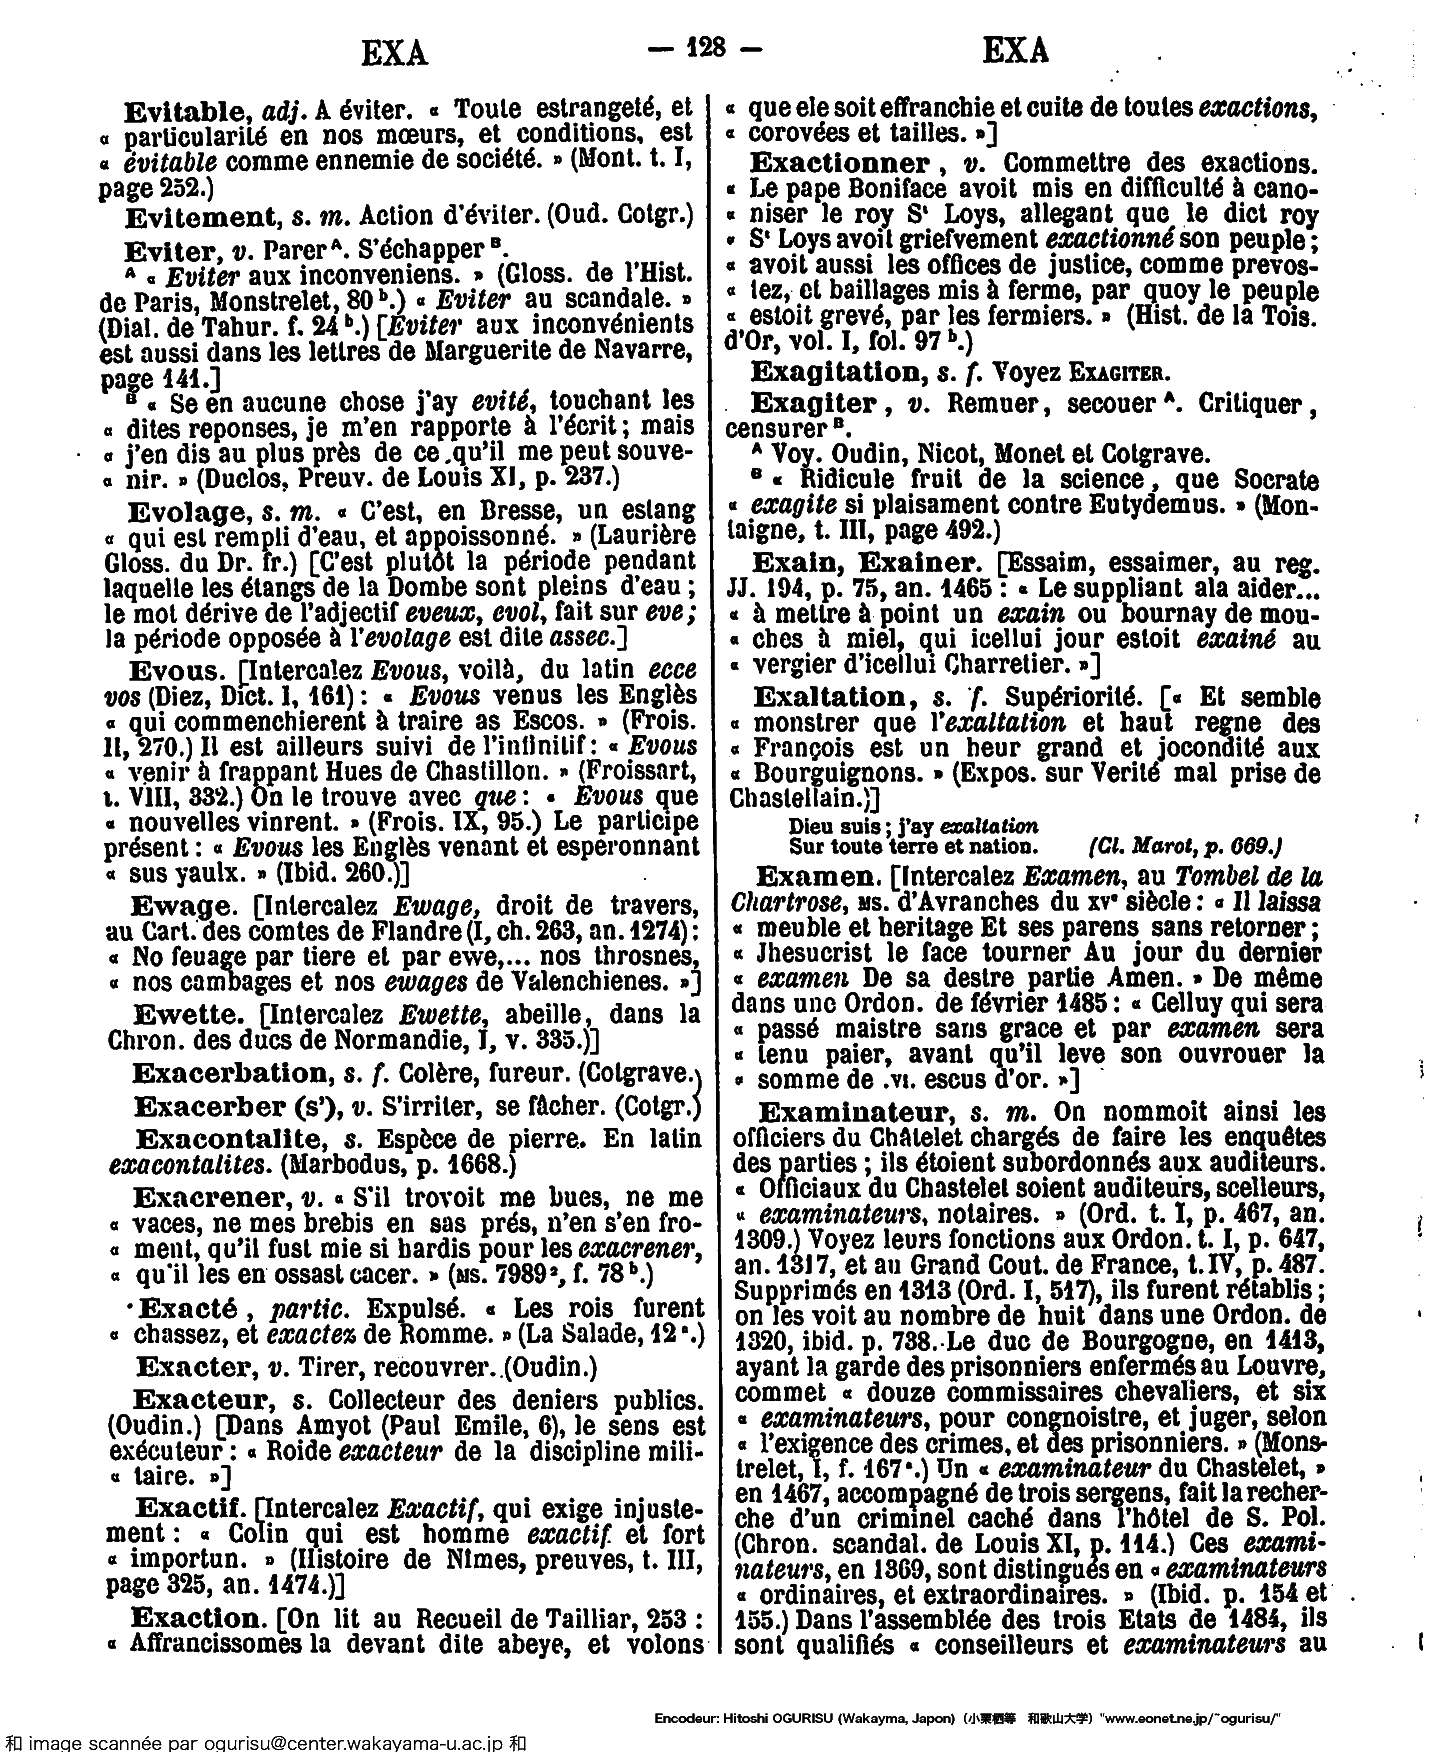 EXA
— 128 —
EXA
Evitable, adj. A éviter. « Toute estrangeté, et
« particularité en nos mœurs, et conditions, est
« évitable comme ennemie de société. » (Mont. t. I,
page 252.)
Evitement, s. m. Action d'éviter. (Oud. Cotgr.)
Eviter, v. Parer ᴬ. S'échapper ᴮ.
ᴬ « Eviter aux inconveniens. » (Gloss. de l'Hist.
de Paris, Monstrelet, 80 ᵇ.) « Eviter au scandale. »
(Dial. de Tahur. f. 24 ᵇ.) [Eviter aux inconvénients
est aussi dans les lettres de Marguerite de Navarre,
page 141.]
ᴮ « Se en aucune chose j'ay evité, touchant les
« dites reponses, je m'en rapporte à l'écrit ; mais
« j'en dis au plus près de ce qu'il me peut souve-
« nir. » (Duclos, Preuv. de Louis XI, p. 237.)
Evolage, s. m. « C'est, en Bresse, un estang
« qui est rempli d'eau, et appoissonné. » (Laurière
Gloss. du Dr. fr.) [C'est plutôt la période pendant
laquelle les étangs de la Dombe sont pleins d'eau ;
le mot dérive de l'adjectif eveux, evol, fait sur eve ;
la période opposée à l'evolage est dite assec.]
Evous. [Intercalez Evous, voilà, du latin ecce
vos (Diez, Dict. I, 161) : « Evous venus les Englès
« qui commenchierent à traire as Escos. » (Frois.
II, 270.) Il est ailleurs suivi de l'infinitif : « Evous
« venir à frappant Hues de Chastillon. » (Froissart,
t. VIII, 332.) On le trouve avec que : « Evous que
« nouvelles vinrent. » (Frois. IX, 95.) Le participe
présent : « Evous les Englès venant et esperonnant
« sus yaulx. » (Ibid. 260.)]
Ewage. [Intercalez Ewage, droit de travers,
au Cart. des comtes de Flandre (I, ch. 263, an. 1274) :
« No feuage par tiere et par ewe,... nos throsnes,
« nos cambages et nos ewages de Valenchienes. »]
Ewette. [Intercalez Ewette, abeille, dans la
Chron. des ducs de Normandie, I, v. 335.)]
Exacerbation, s. f. Colère, fureur. (Cotgrave.)
Exacerber (s'), v. S'irriter, se fâcher. (Cotgr.)
Exacontalite, s. Espèce de pierre. En latin
exacontalites. (Marbodus, p. 1668.)
Exacrener, v. « S'il trovoit me bues, ne me
« vaces, ne mes brebis en sas prés, n'en s'en fro-
« ment, qu'il fust mie si hardis pour les exacrener,
« qu'il les en ossast cacer. » (MS. 7989 ², f. 78 ᵇ.)
Exacté, partic. Expulsé. « Les rois furent
« chassez, et exactez de Romme. » (La Salade, 12 ᵃ.)
Exacter, v. Tirer, recouvrer. (Oudin.)
Exacteur, s. Collecteur des deniers publics.
(Oudin.) [Dans Amyot (Paul Emile, 6), le sens est
exécuteur : « Roide exacteur de la discipline mili-
« taire. »]
Exactif. [Intercalez Exactif, qui exige injuste-
ment : « Colin qui est homme exactif et fort
« importun. » (Histoire de Nîmes, preuves, t. III,
page 325, an. 1474.)]
Exaction. [On lit au Recueil de Tailliar, 253 :
« Affrancissomes la devant dite abeye, et volons
« que ele soit effranchie et cuite de toutes exactions,
« corovées et tailles. »]
Exactionner, v. Commettre des exactions.
« Le pape Boniface avoit mis en difficulté à cano-
« niser le roy Sᵗ Loys, allegant que le dict roy
« Sᵗ Loys avoit griefvement exactionné son peuple ;
« avoit aussi les offices de justice, comme prevos-
« tez, et baillages mis à ferme, par quoy le peuple
« estoit grevé, par les fermiers. » (Hist. de la Tois.
d'Or, vol. I, fol. 97 ᵇ.)
Exagitation, s. f. Voyez EXAGITER.
Exagiter, v. Remuer, secouer ᴬ. Critiquer,
censurer ᴮ.
ᴬ Voy. Oudin, Nicot, Monet et Cotgrave.
ᴮ « Ridicule fruit de la science, que Socrate
« exagite si plaisament contre Eutydemus. » (Mon-
taigne, t. III, page 492.)
Exain, Exainer. [Essaim, essaimer, au reg.
JJ. 194, p. 75, an. 1465 : « Le suppliant ala aider...
« à mettre à point un exain ou bournay de mou-
« ches à miel, qui icellui jour estoit exainé au
« vergier d'icellui Charretier. »]
Exaltation, s. f. Supériorité. [« Et semble
« monstrer que l'exaltation et haut regne des
« François est un heur grand et jocondité aux
« Bourguignons. » (Expos. sur Verité mal prise de
Chastellain.)]
Dieu suis ; j'ay exaltation
Sur toute terre et nation. (Cl. Marot, p. 669.)
Examen. [Intercalez Examen, au Tombel de la
Chartrose, MS. d'Avranches du XVᵉ siècle : « Il laissa
« meuble et heritage Et ses parens sans retorner ;
« Jhesucrist le face tourner Au jour du dernier
« examen De sa destre partie Amen. » De même
dans une Ordon. de février 1485 : « Celluy qui sera
« passé maistre sans grace et par examen sera
« tenu paier, avant qu'il leve son ouvrouer la
« somme de .VI. escus d'or. »]
Examinateur, s. m. On nommoit ainsi les
officiers du Châtelet chargés de faire les enquêtes
des parties ; ils étoient subordonnés aux auditeurs.
« Officiaux du Chastelet soient auditeurs, scelleurs,
« examinateurs, notaires. » (Ord. t. I, p. 467, an.
1309.) Voyez leurs fonctions aux Ordon. t. I, p. 647,
an. 1317, et au Grand Cout. de France, t. IV, p. 487.
Supprimés en 1313 (Ord. I, 517), ils furent rétablis ;
on les voit au nombre de huit dans une Ordon. de
1320, ibid. p. 738. Le duc de Bourgogne, en 1413,
ayant la garde des prisonniers enfermés au Louvre,
commet « douze commissaires chevaliers, et six
« examinateurs, pour congnoistre, et juger, selon
« l'exigence des crimes, et des prisonniers. » (Mons-
trelet, I, f. 167 ᵃ.) Un « examinateur du Chastelet, »
en 1467, accompagné de trois sergens, fait la recher-
che d'un criminel caché dans l'hôtel de S. Pol.
(Chron. scandal. de Louis XI, p. 114.) Ces exami-
nateurs, en 1369, sont distingués en « examinateurs
« ordinaires, et extraordinaires. » (Ibid. p. 154 et
155.) Dans l'assemblée des trois Etats de 1484, ils
sont qualifiés « conseilleurs et examinateurs au
Encodeur: Hitoshi OGURISU (Wakayma, Japon) (小栗栖等 和歌山大学) "www.eonet.ne.jp/~ogurisu/"
和 image scannée par ogurisu@center.wakayama-u.ac.jp 和